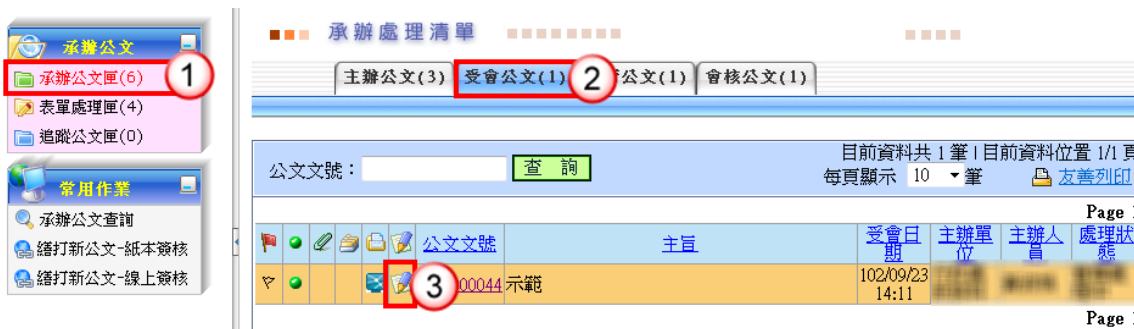 承辦公文
承辦公文匣(6)
1
表單處理匣(4)
追蹤公文匣(0)
常用作業
承辦公文查詢
繕打新公文-紙本簽核
繕打新公文-線上簽核
承辦處理清單
主辦公文(3)
受會公文(1)
2
公文(1)
會核公文(1)
公文文號：
查 詢
目前資料共 1 筆 | 目前資料位置 1/1 頁
每頁顯示 10 筆
友善列印
Page
公文文號
主旨
受會日期
主辦單位
主辦人員
處理狀態
3
00044
示範
102/09/23
14:11
Page